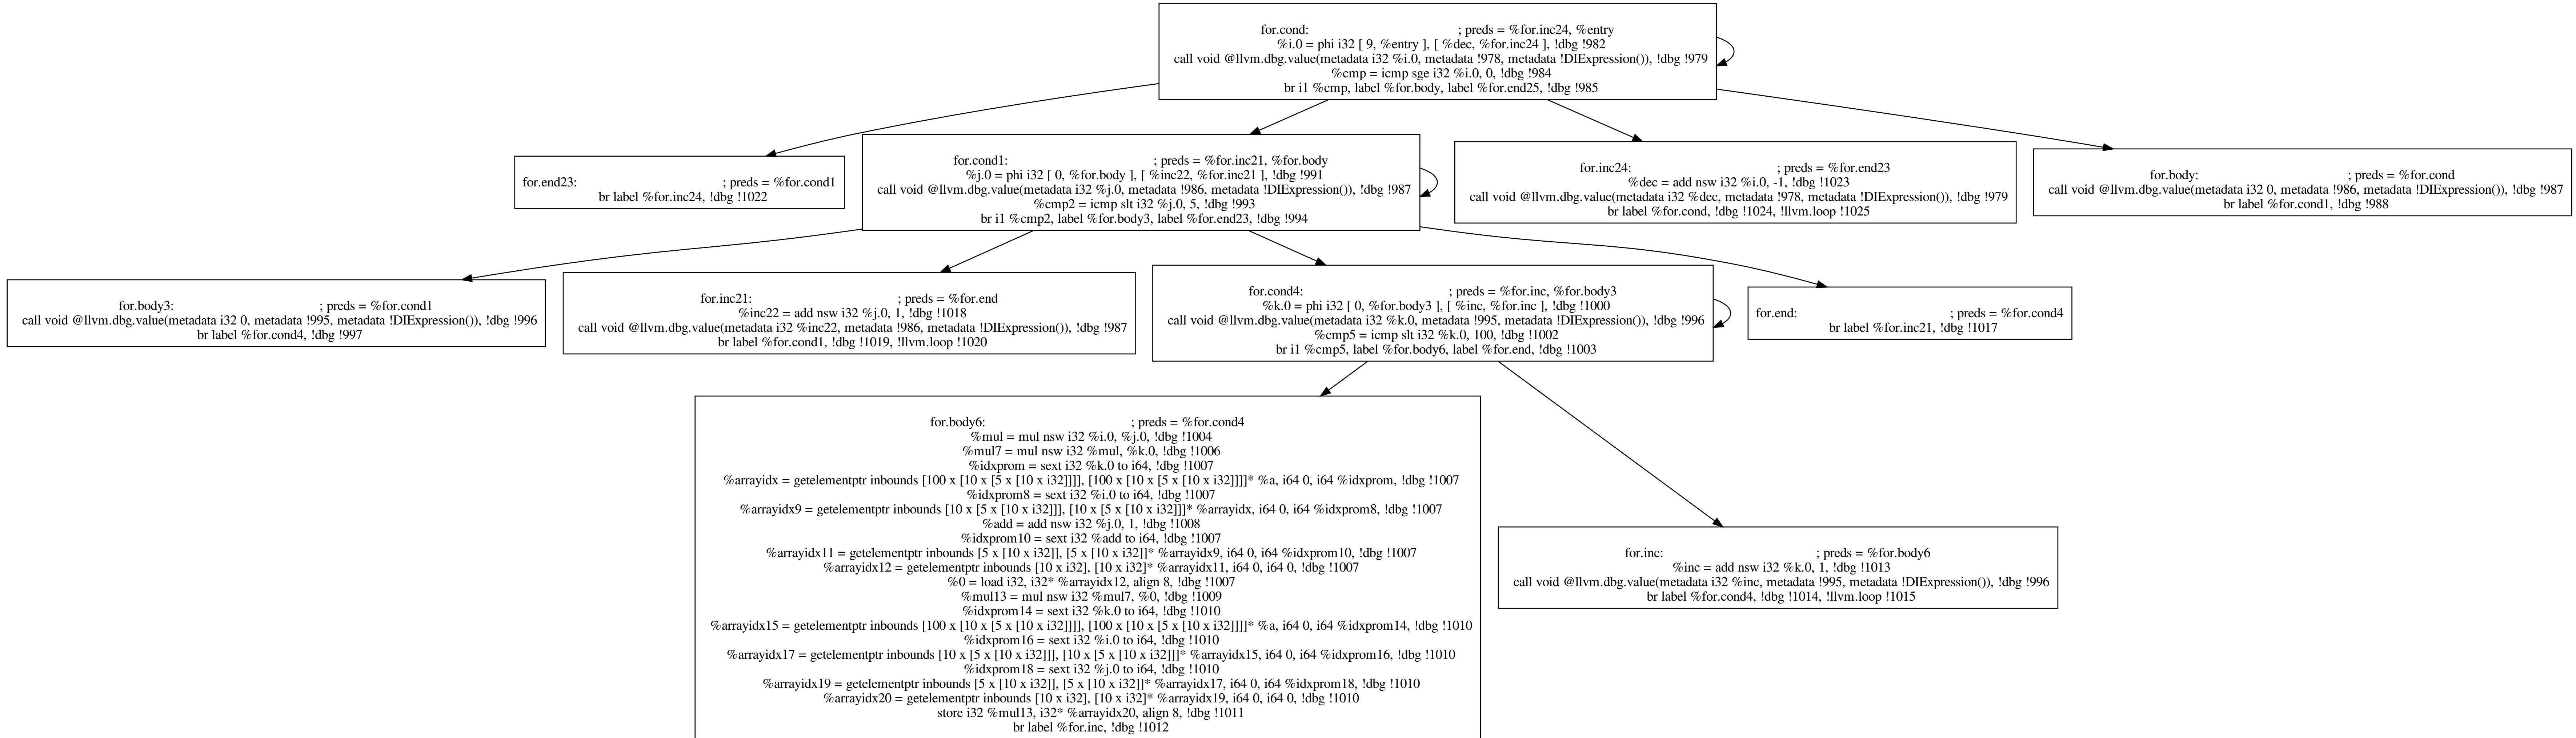 for.cond: ; preds = %for.inc24, %entry
%i.0 = phi i32 [ 9, %entry ], [ %dec, %for.inc24 ], !dbg !982
call void @llvm.dbg.value(metadata i32 %i.0, metadata !978, metadata !DIExpression()), !dbg !979
%cmp = icmp sge i32 %i.0, 0, !dbg !984
br i1 %cmp, label %for.body, label %for.end25, !dbg !985
for.end23: ; preds = %for.cond1
br label %for.inc24, !dbg !1022
for.cond1: ; preds = %for.inc21, %for.body
%j.0 = phi i32 [ 0, %for.body ], [ %inc22, %for.inc21 ], !dbg !991
call void @llvm.dbg.value(metadata i32 %j.0, metadata !986, metadata !DIExpression()), !dbg !987
%cmp2 = icmp slt i32 %j.0, 5, !dbg !993
br i1 %cmp2, label %for.body3, label %for.end23, !dbg !994
for.inc24: ; preds = %for.end23
%dec = add nsw i32 %i.0, -1, !dbg !1023
call void @llvm.dbg.value(metadata i32 %dec, metadata !978, metadata !DIExpression()), !dbg !979
br label %for.cond, !dbg !1024, !llvm.loop !1025
for.body: ; preds = %for.cond
call void @llvm.dbg.value(metadata i32 0, metadata !986, metadata !DIExpression()), !dbg !987
br label %for.cond1, !dbg !988
for.body3: ; preds = %for.cond1
call void @llvm.dbg.value(metadata i32 0, metadata !995, metadata !DIExpression()), !dbg !996
br label %for.cond4, !dbg !997
for.inc21: ; preds = %for.end
%inc22 = add nsw i32 %j.0, 1, !dbg !1018
call void @llvm.dbg.value(metadata i32 %inc22, metadata !986, metadata !DIExpression()), !dbg !987
br label %for.cond1, !dbg !1019, !llvm.loop !1020
for.cond4: ; preds = %for.inc, %for.body3
%k.0 = phi i32 [ 0, %for.body3 ], [ %inc, %for.inc ], !dbg !1000
call void @llvm.dbg.value(metadata i32 %k.0, metadata !995, metadata !DIExpression()), !dbg !996
%cmp5 = icmp slt i32 %k.0, 100, !dbg !1002
br i1 %cmp5, label %for.body6, label %for.end, !dbg !1003
for.end: ; preds = %for.cond4
br label %for.inc21, !dbg !1017
for.body6: ; preds = %for.cond4
%mul = mul nsw i32 %i.0, %j.0, !dbg !1004
%mul7 = mul nsw i32 %mul, %k.0, !dbg !1006
%idxprom = sext i32 %k.0 to i64, !dbg !1007
%arrayidx = getelementptr inbounds [100 x [10 x [5 x [10 x i32]]]], [100 x [10 x [5 x [10 x i32]]]]* %a, i64 0, i64 %idxprom, !dbg !1007
%idxprom8 = sext i32 %i.0 to i64, !dbg !1007
%arrayidx9 = getelementptr inbounds [10 x [5 x [10 x i32]]], [10 x [5 x [10 x i32]]]* %arrayidx, i64 0, i64 %idxprom8, !dbg !1007
%add = add nsw i32 %j.0, 1, !dbg !1008
%idxprom10 = sext i32 %add to i64, !dbg !1007
%arrayidx11 = getelementptr inbounds [5 x [10 x i32]], [5 x [10 x i32]]* %arrayidx9, i64 0, i64 %idxprom10, !dbg !1007
%arrayidx12 = getelementptr inbounds [10 x i32], [10 x i32]* %arrayidx11, i64 0, i64 0, !dbg !1007
%0 = load i32, i32* %arrayidx12, align 8, !dbg !1007
%mul13 = mul nsw i32 %mul7, %0, !dbg !1009
%idxprom14 = sext i32 %k.0 to i64, !dbg !1010
%arrayidx15 = getelementptr inbounds [100 x [10 x [5 x [10 x i32]]]], [100 x [10 x [5 x [10 x i32]]]]* %a, i64 0, i64 %idxprom14, !dbg !1010
%idxprom16 = sext i32 %i.0 to i64, !dbg !1010
%arrayidx17 = getelementptr inbounds [10 x [5 x [10 x i32]]], [10 x [5 x [10 x i32]]]* %arrayidx15, i64 0, i64 %idxprom16, !dbg !1010
%idxprom18 = sext i32 %j.0 to i64, !dbg !1010
%arrayidx19 = getelementptr inbounds [5 x [10 x i32]], [5 x [10 x i32]]* %arrayidx17, i64 0, i64 %idxprom18, !dbg !1010
%arrayidx20 = getelementptr inbounds [10 x i32], [10 x i32]* %arrayidx19, i64 0, i64 0, !dbg !1010
store i32 %mul13, i32* %arrayidx20, align 8, !dbg !1011
br label %for.inc, !dbg !1012
for.inc: ; preds = %for.body6
%inc = add nsw i32 %k.0, 1, !dbg !1013
call void @llvm.dbg.value(metadata i32 %inc, metadata !995, metadata !DIExpression()), !dbg !996
br label %for.cond4, !dbg !1014, !llvm.loop !1015